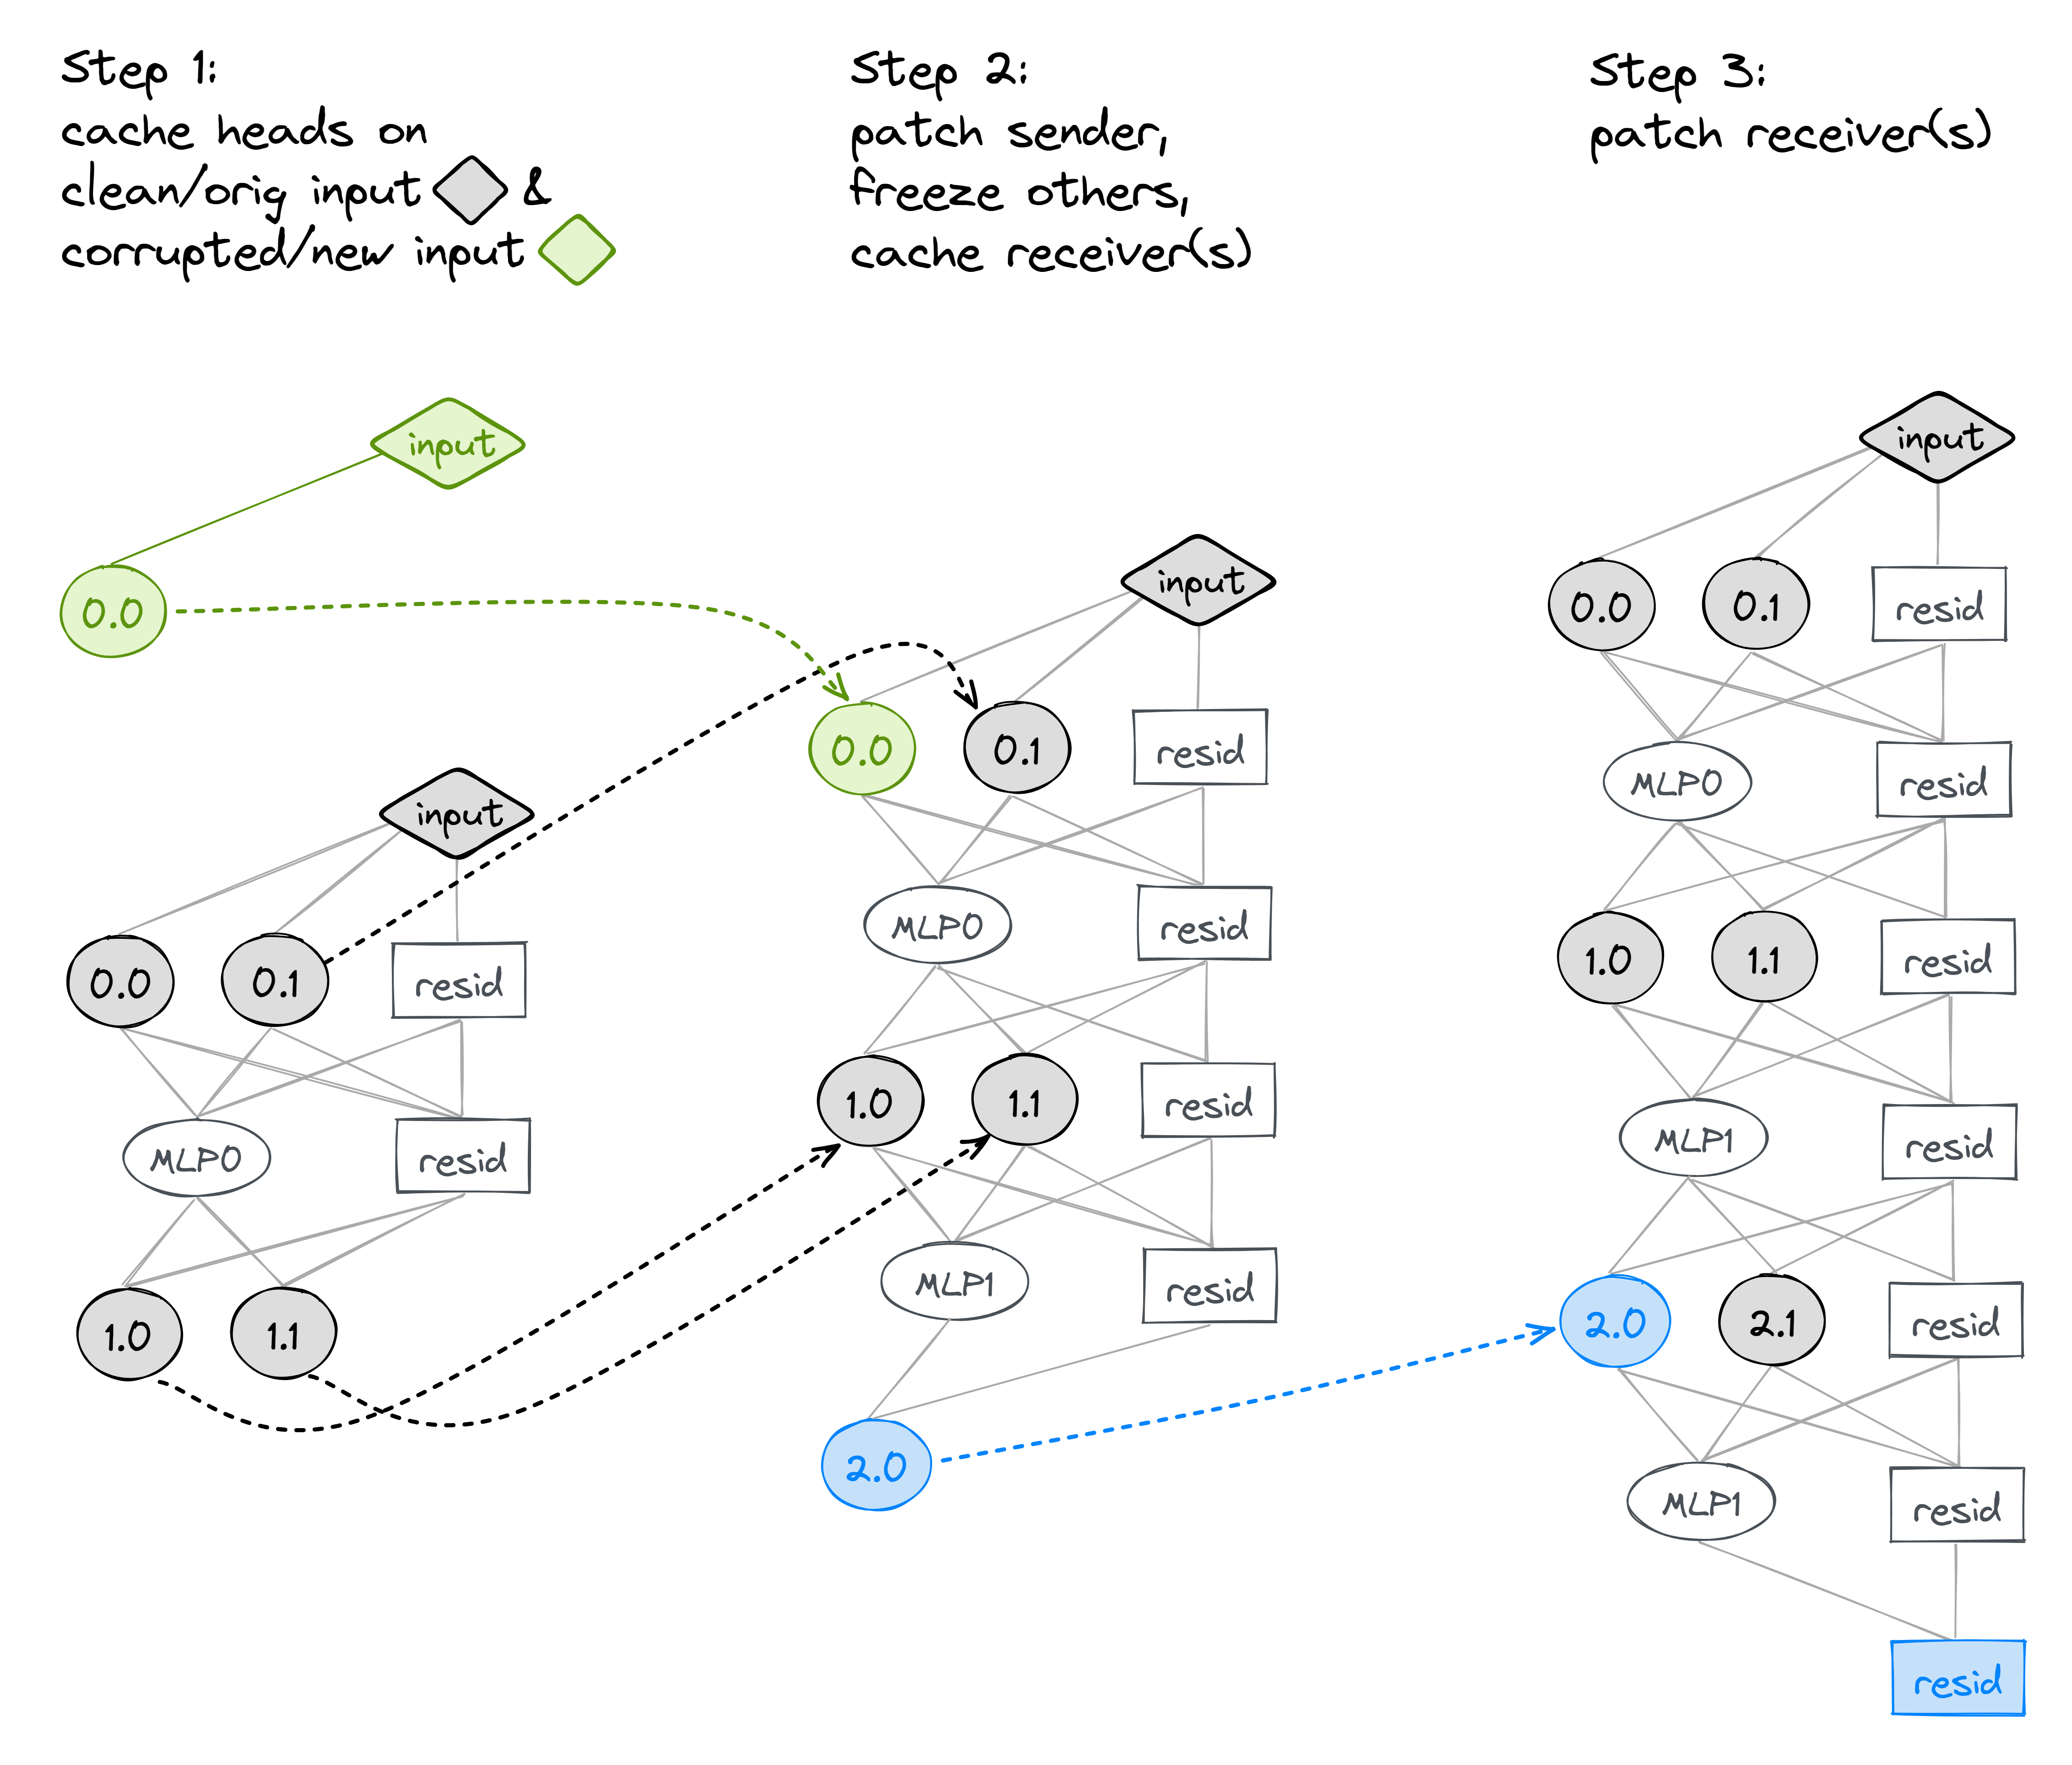 Step 1:
cache heads on
clean/orig input &
corrupted/new input
Step 2:
patch sender,
freeze others,
cache receiver(s)
Step 3:
patch receiver(s)
input
0.0
input
0.0 0.1 resid
MLP0 resid
1.0 1.1
input
0.0 0.1 resid
MLP0 resid
1.0 1.1 resid
MLP1 resid
2.0
input
0.0 0.1 resid
MLP0 resid
1.0 1.1 resid
MLP1 resid
2.0 2.1 resid
MLP1 resid
resid